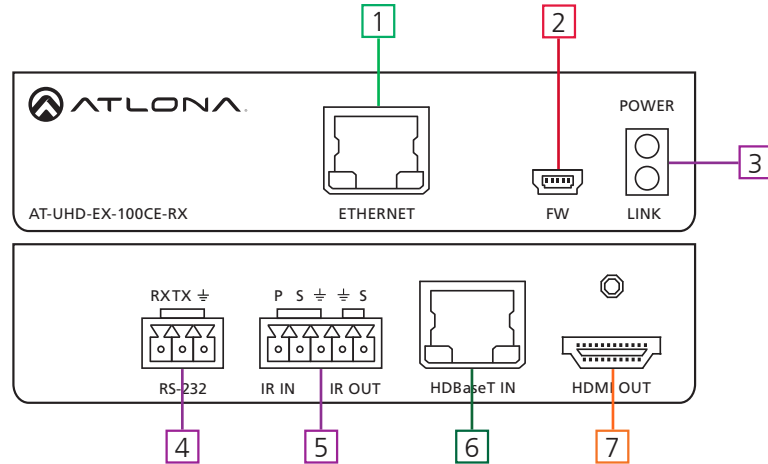 1 2
ATLONA.
POWER
3
AT-UHD-EX-100CE-RX ETHERNET FW LINK
RX TX P S S
RS-232 IR IN IR OUT HDBaseT IN HDMI OUT
4 5 6 7